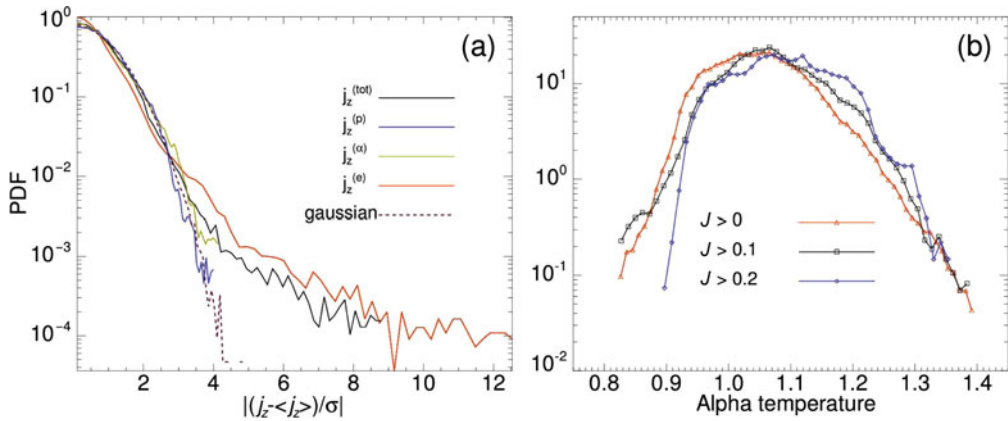 (a)
10⁰
10⁻¹
10⁻²
10⁻³
10⁻⁴
PDF
j_z^(tot)
j_z^(p)
j_z^(α)
j_z^(e)
gaussian
2 4 6 8 10 12
|(j_z-<j_z>)/σ|
(b)
10²
10¹
10⁰
10⁻¹
10⁻²
J > 0
J > 0.1
J > 0.2
0.8 0.9 1.0 1.1 1.2 1.3 1.4
Alpha temperature